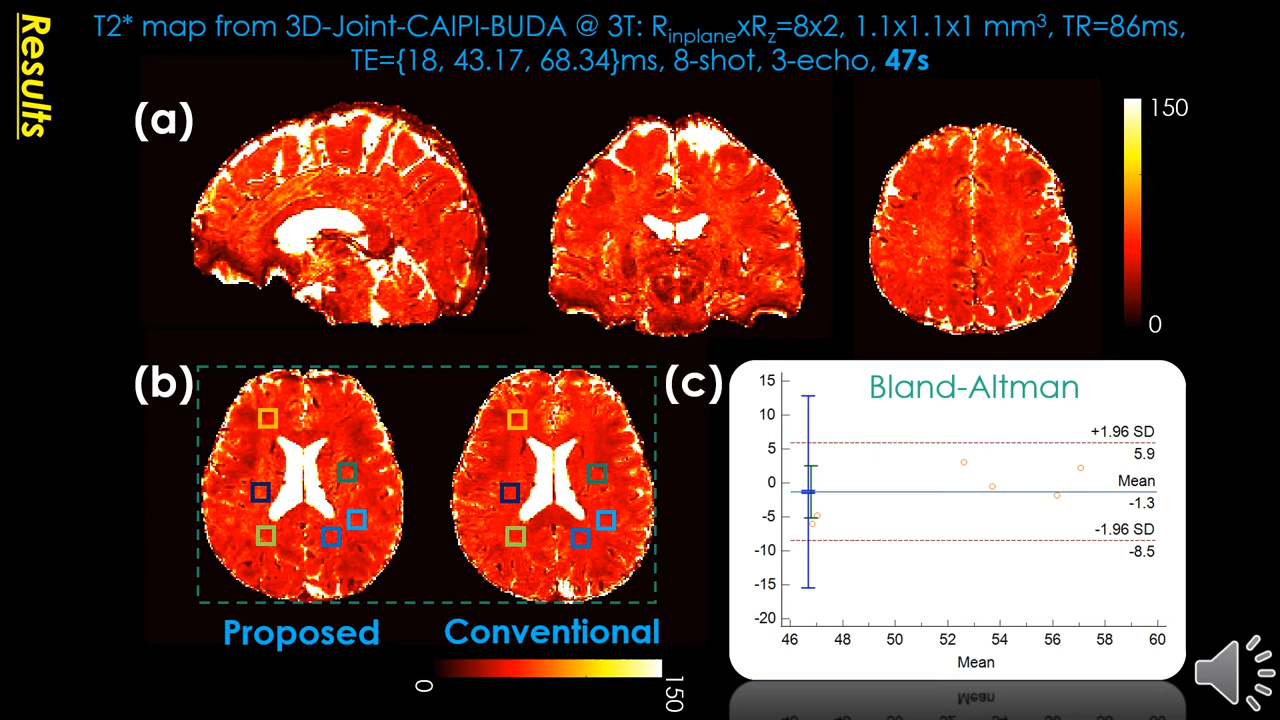 Results
T2* map from 3D-Joint-CAIPI-BUDA @ 3T: RinplanexRz=8x2, 1.1x1.1x1 mm³, TR=86ms,
TE={18, 43.17, 68.34}ms, 8-shot, 3-echo, 47s
(a)
150
0
(b)
Proposed
Conventional
0
150
(c)
Bland-Altman
15
10
5
0
-5
-10
-15
-20
+1.96 SD
5.9
Mean
-1.3
-1.96 SD
-8.5
46 48 50 52 54 56 58 60
Mean